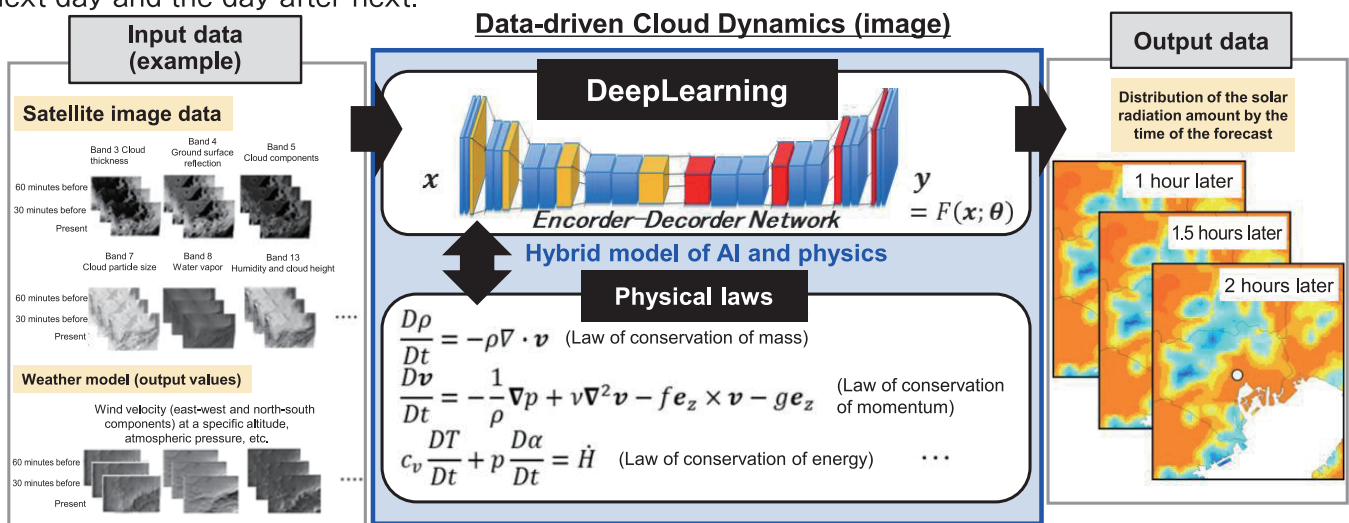 next day and the day after next.
Data-driven Cloud Dynamics (image)
Input data
(example)
Satellite image data
Band 3 Cloud
thickness
Band 4
Ground surface
reflection
Band 5
Cloud components
60 minutes before
30 minutes before
Present
Band 7
Cloud particle size
Band 8
Water vapor
Band 13
Humidity and cloud height
60 minutes before
30 minutes before
Present
....
Weather model (output values)
Wind velocity (east-west and north-south
components) at a specific altitude,
atmospheric pressure, etc.
60 minutes before
30 minutes before
Present
....
DeepLearning
x
y
= F(x; θ)
Encorder-Decorder Network
Hybrid model of AI and physics
Physical laws
Dρ/Dt = −ρ∇ · v (Law of conservation of mass)
Dv/Dt = −1/ρ ∇p + ν∇²v − fe_z × v − ge_z (Law of conservation
of momentum)
c_v DT/Dt + p Dα/Dt = Ḣ (Law of conservation of energy) ...
Output data
Distribution of the solar
radiation amount by the
time of the forecast
1 hour later
1.5 hours later
2 hours later